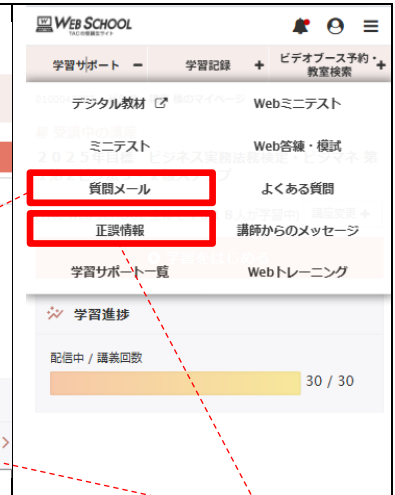 WEB SCHOOL
TACの受講生サイト
学習サポート − 学習記録 + ビデオブース予約・教室検索 +
デジタル教材 Webミニテスト
ミニテスト Web答練・模試
質問メール よくある質問
正誤情報 講師からのメッセージ
学習サポート一覧 Webトレーニング
学習進捗
配信中 / 講義回数
30 / 30